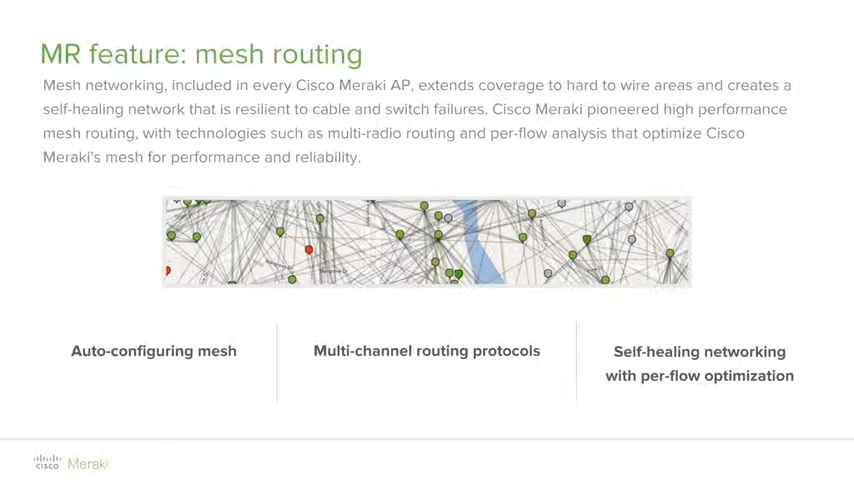 MR feature: mesh routing
Mesh networking, included in every Cisco Meraki AP, extends coverage to hard to wire areas and creates a
self-healing network that is resilient to cable and switch failures. Cisco Meraki pioneered high performance
mesh routing, with technologies such as multi-radio routing and per-flow analysis that optimize Cisco
Meraki's mesh for performance and reliability.
Auto-configuring mesh
Multi-channel routing protocols
Self-healing networking
with per-flow optimization
cisco Meraki